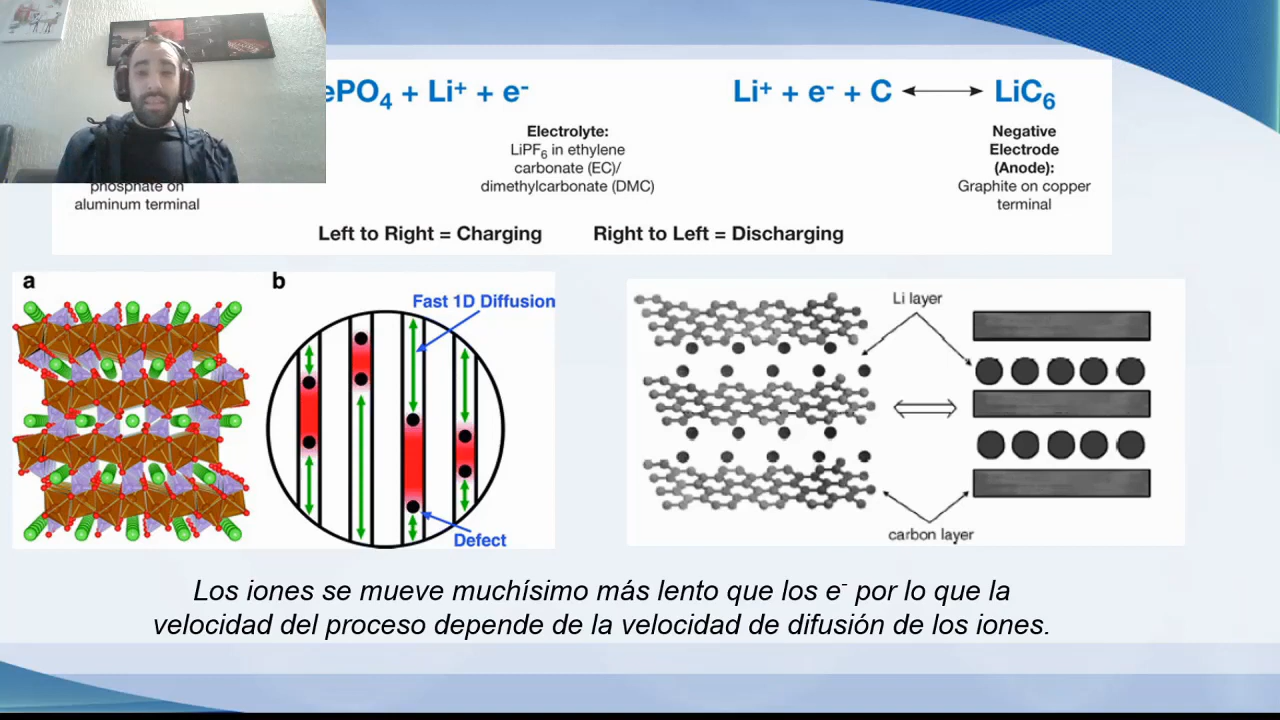 ePO4 + Li+ + e-
Li+ + e- + C ⟷ LiC6
Electrolyte:
LiPF6 in ethylene
carbonate (EC)/
dimethylcarbonate (DMC)
Negative
Electrode
(Anode):
Graphite on copper
terminal
phosphate on
aluminum terminal
Left to Right = Charging
Right to Left = Discharging
a
b
Fast 1D Diffusion
Defect
Li layer
carbon layer
Los iones se mueve muchísimo más lento que los e- por lo que la
velocidad del proceso depende de la velocidad de difusión de los iones.